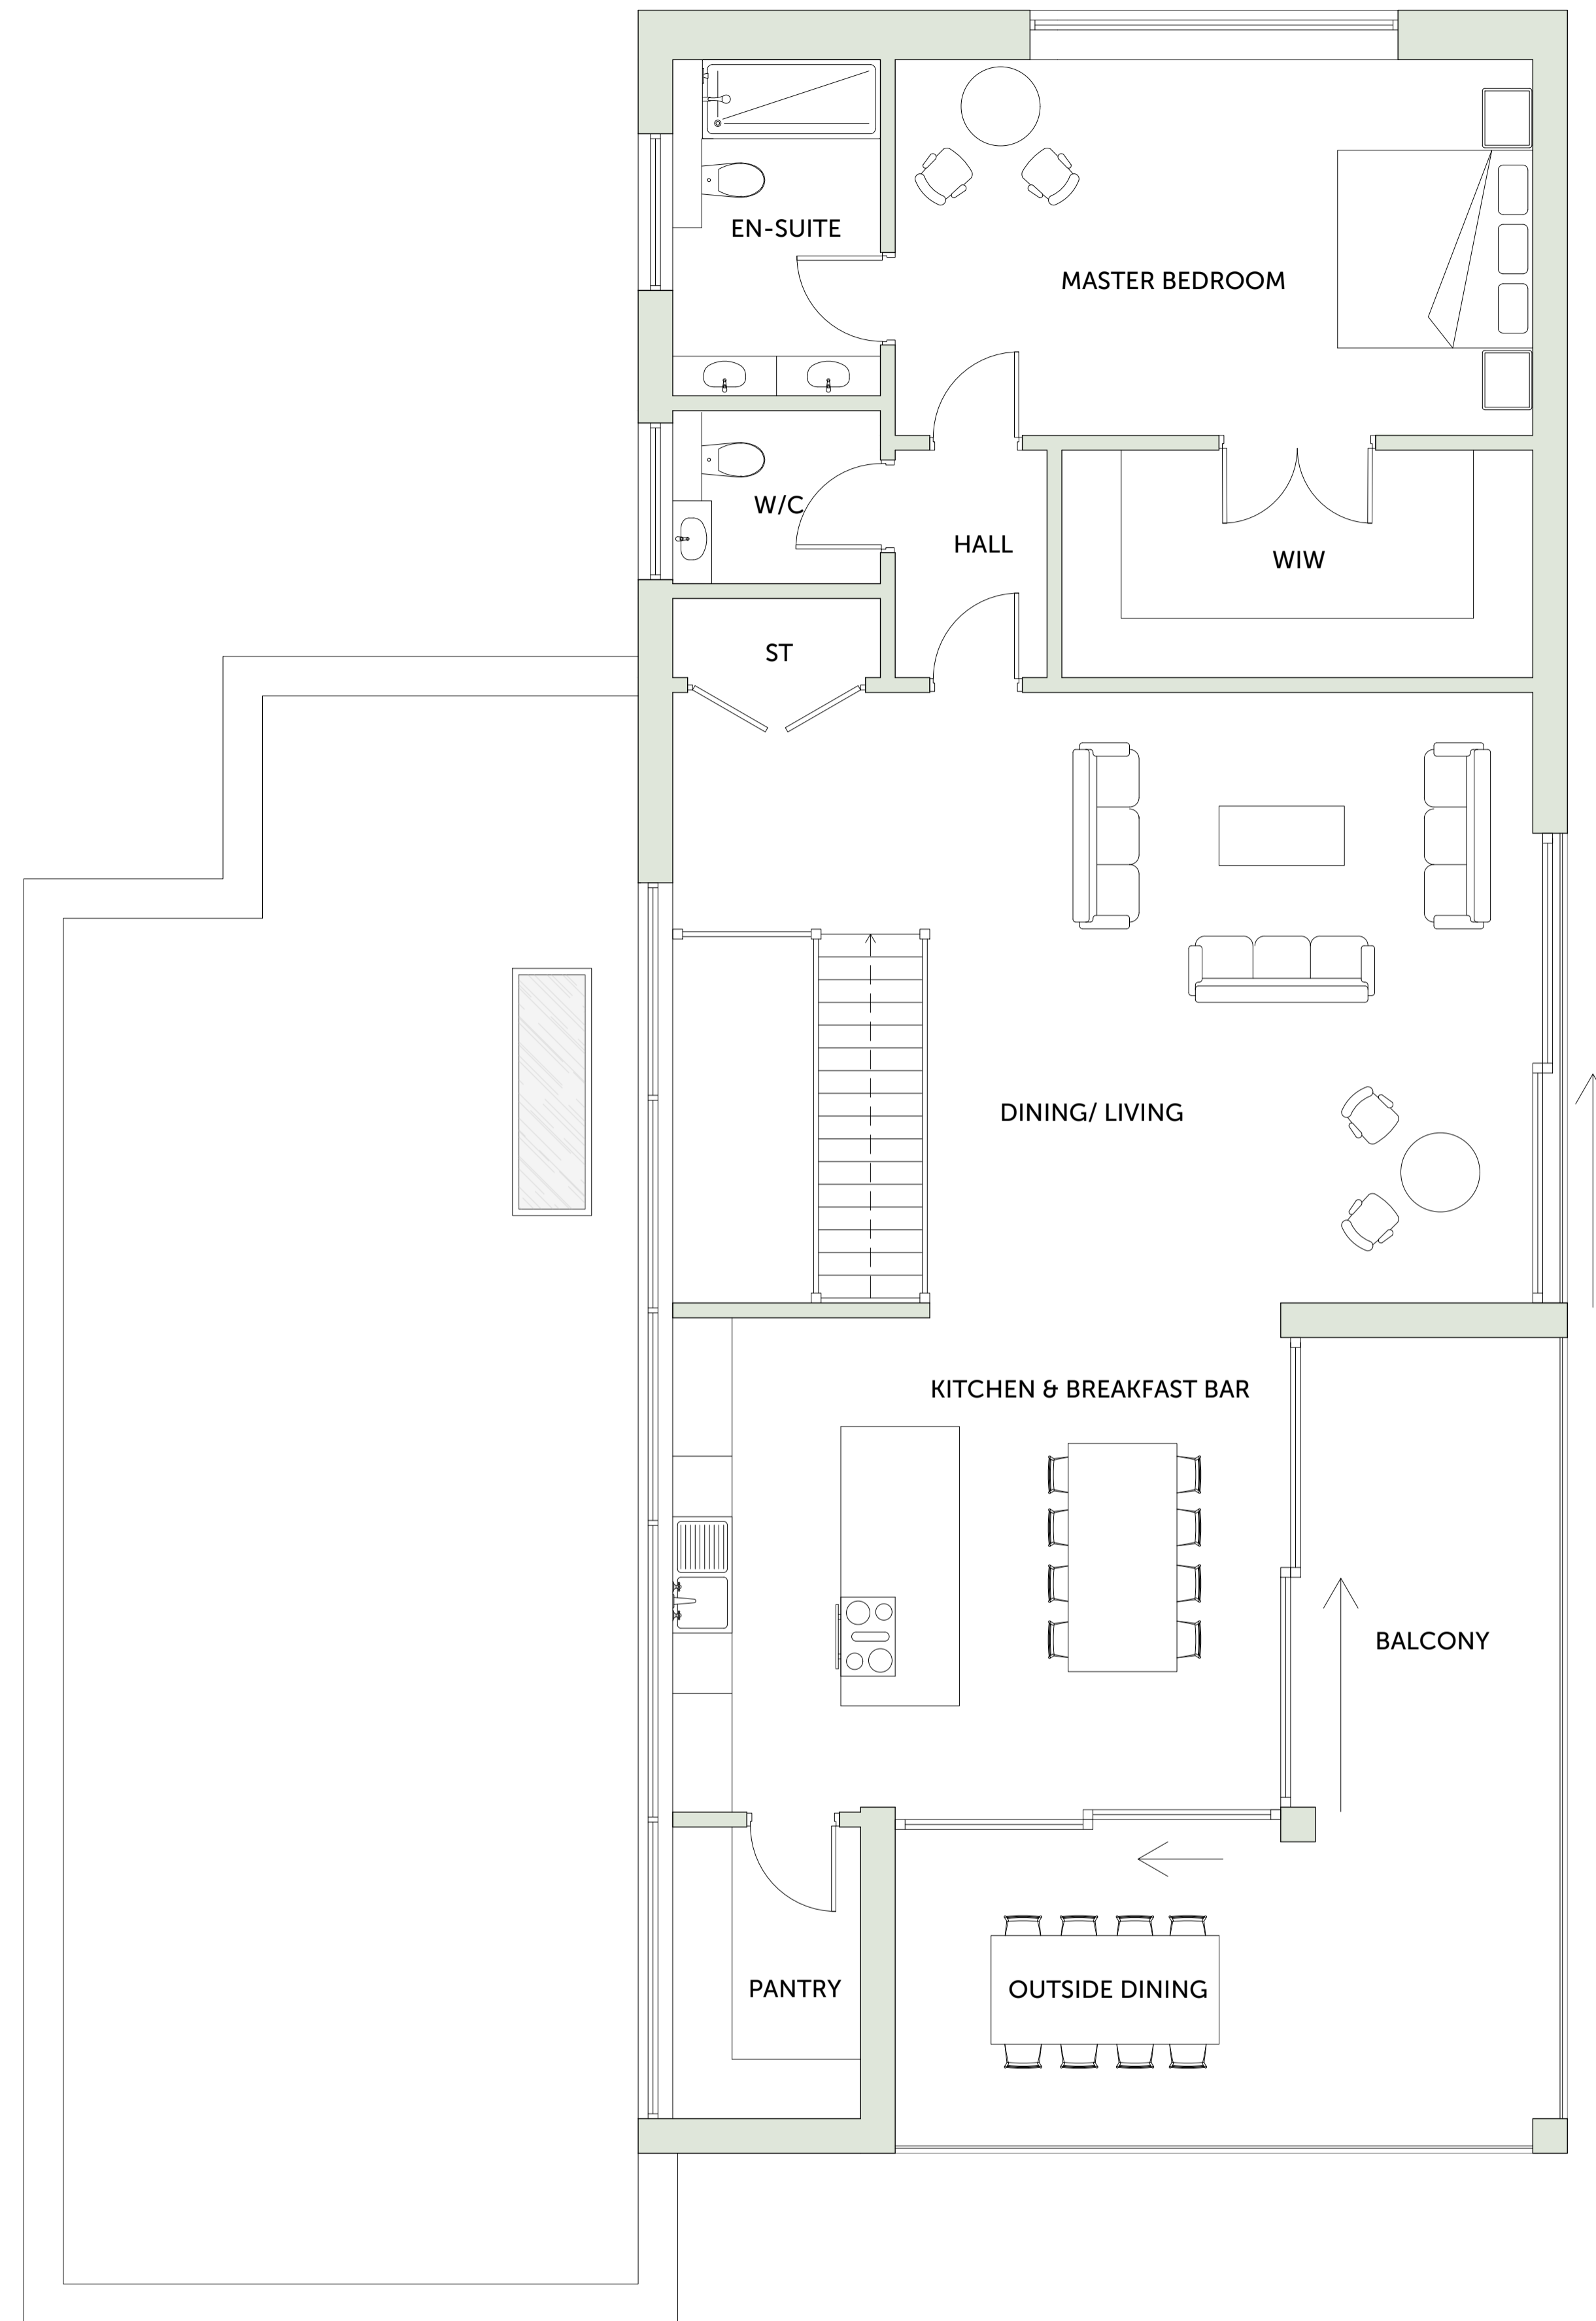 EN-SUITE
MASTER BEDROOM
W/C
HALL
WIW
ST
DINING/ LIVING
KITCHEN & BREAKFAST BAR
BALCONY
PANTRY
OUTSIDE DINING